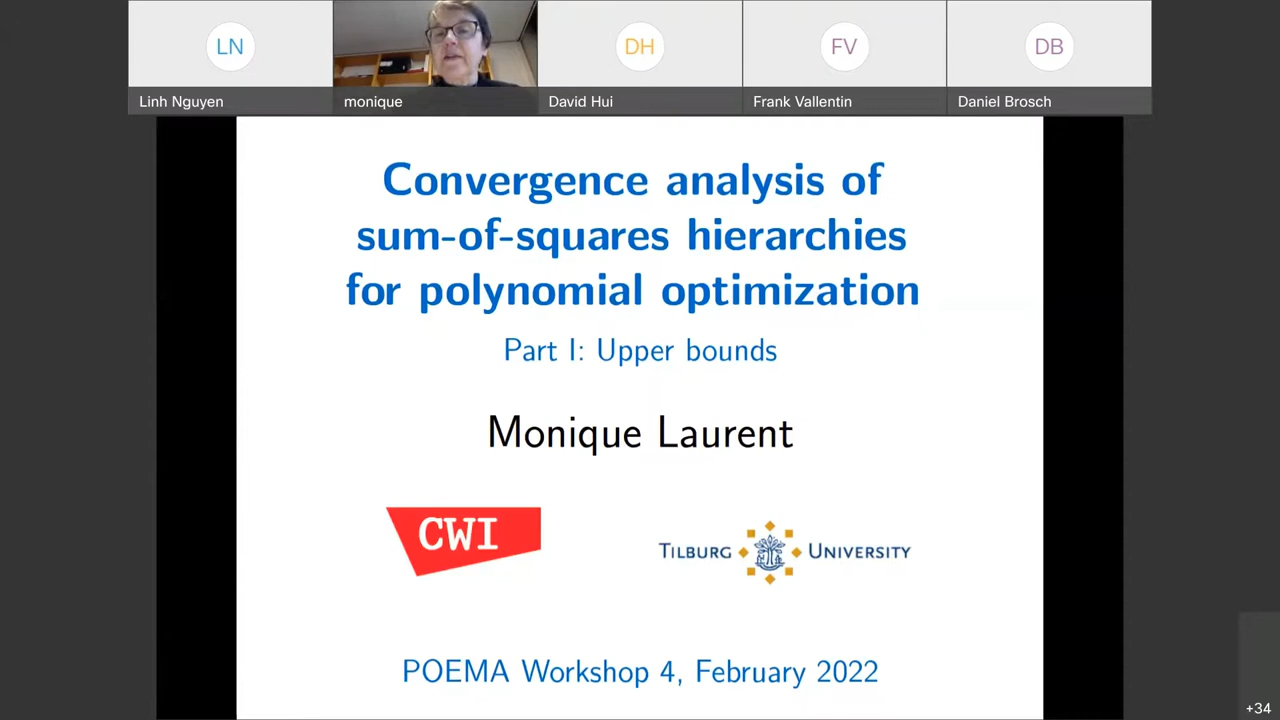 LN
DH
FV
DB
Linh Nguyen
monique
David Hui
Frank Vallentin
Daniel Brosch
Convergence analysis of
sum-of-squares hierarchies
for polynomial optimization
Part I: Upper bounds
Monique Laurent
CWI
TILBURG UNIVERSITY
POEMA Workshop 4, February 2022
+34